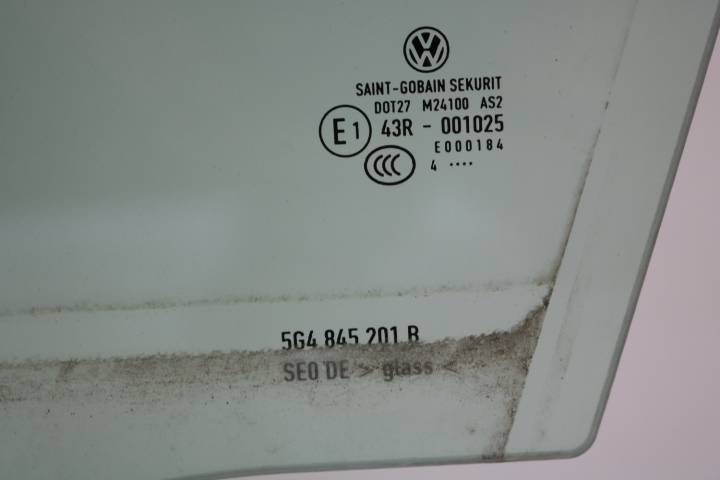 SAINT-GOBAIN SEKURIT
DOT27 M24100 AS2
E1 43R - 001025
E000184
CCC
4 ....
5G4 845 201 B
SEO DE > glass <